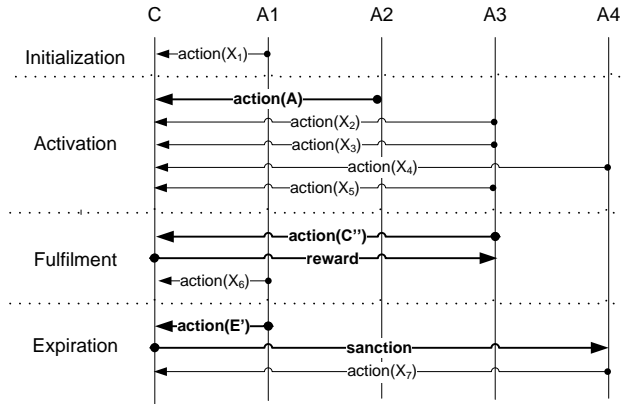 C A1 A2 A3 A4
Initialization
action(X₁)
action(A)
action(X₂)
Activation
action(X₃)
action(X₄)
action(X₅)
action(C'')
Fulfilment
reward
action(X₆)
action(E')
Expiration
sanction
action(X₇)